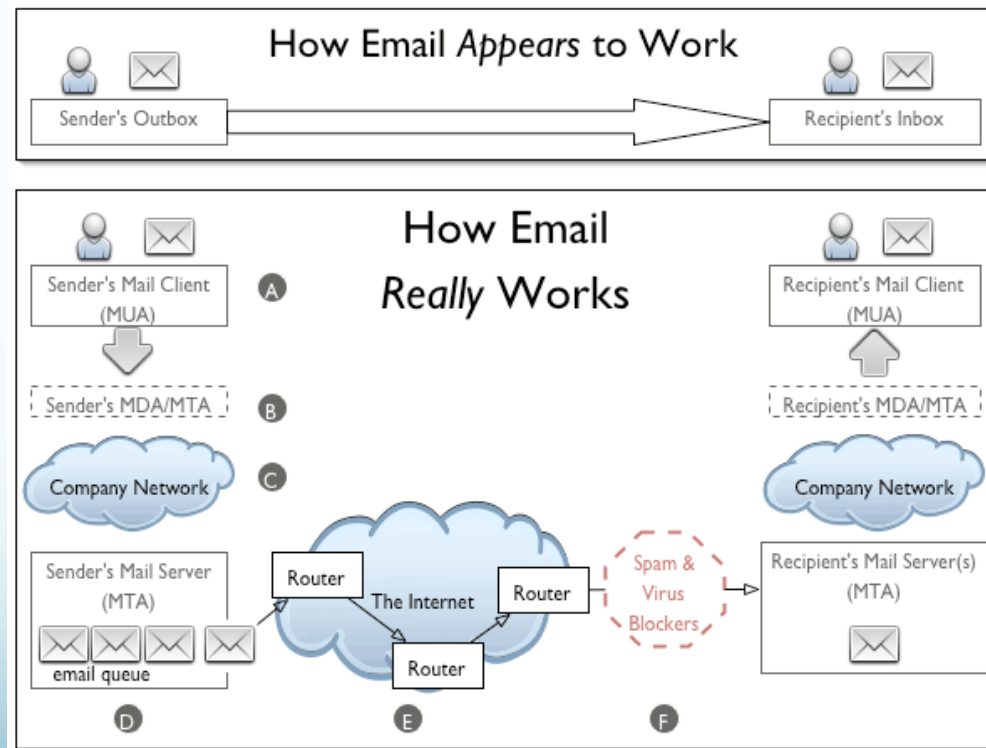 How Email Appears to Work
Sender's Outbox
Recipient's Inbox
How Email
Really Works
Sender's Mail Client
(MUA)
A
Recipient's Mail Client
(MUA)
Sender's MDA/MTA
B
Recipient's MDA/MTA
Company Network
C
Company Network
Sender's Mail Server
(MTA)
email queue
Router
The Internet
Router
Router
Spam &
Virus
Blockers
Recipient's Mail Server(s)
(MTA)
D
E
F